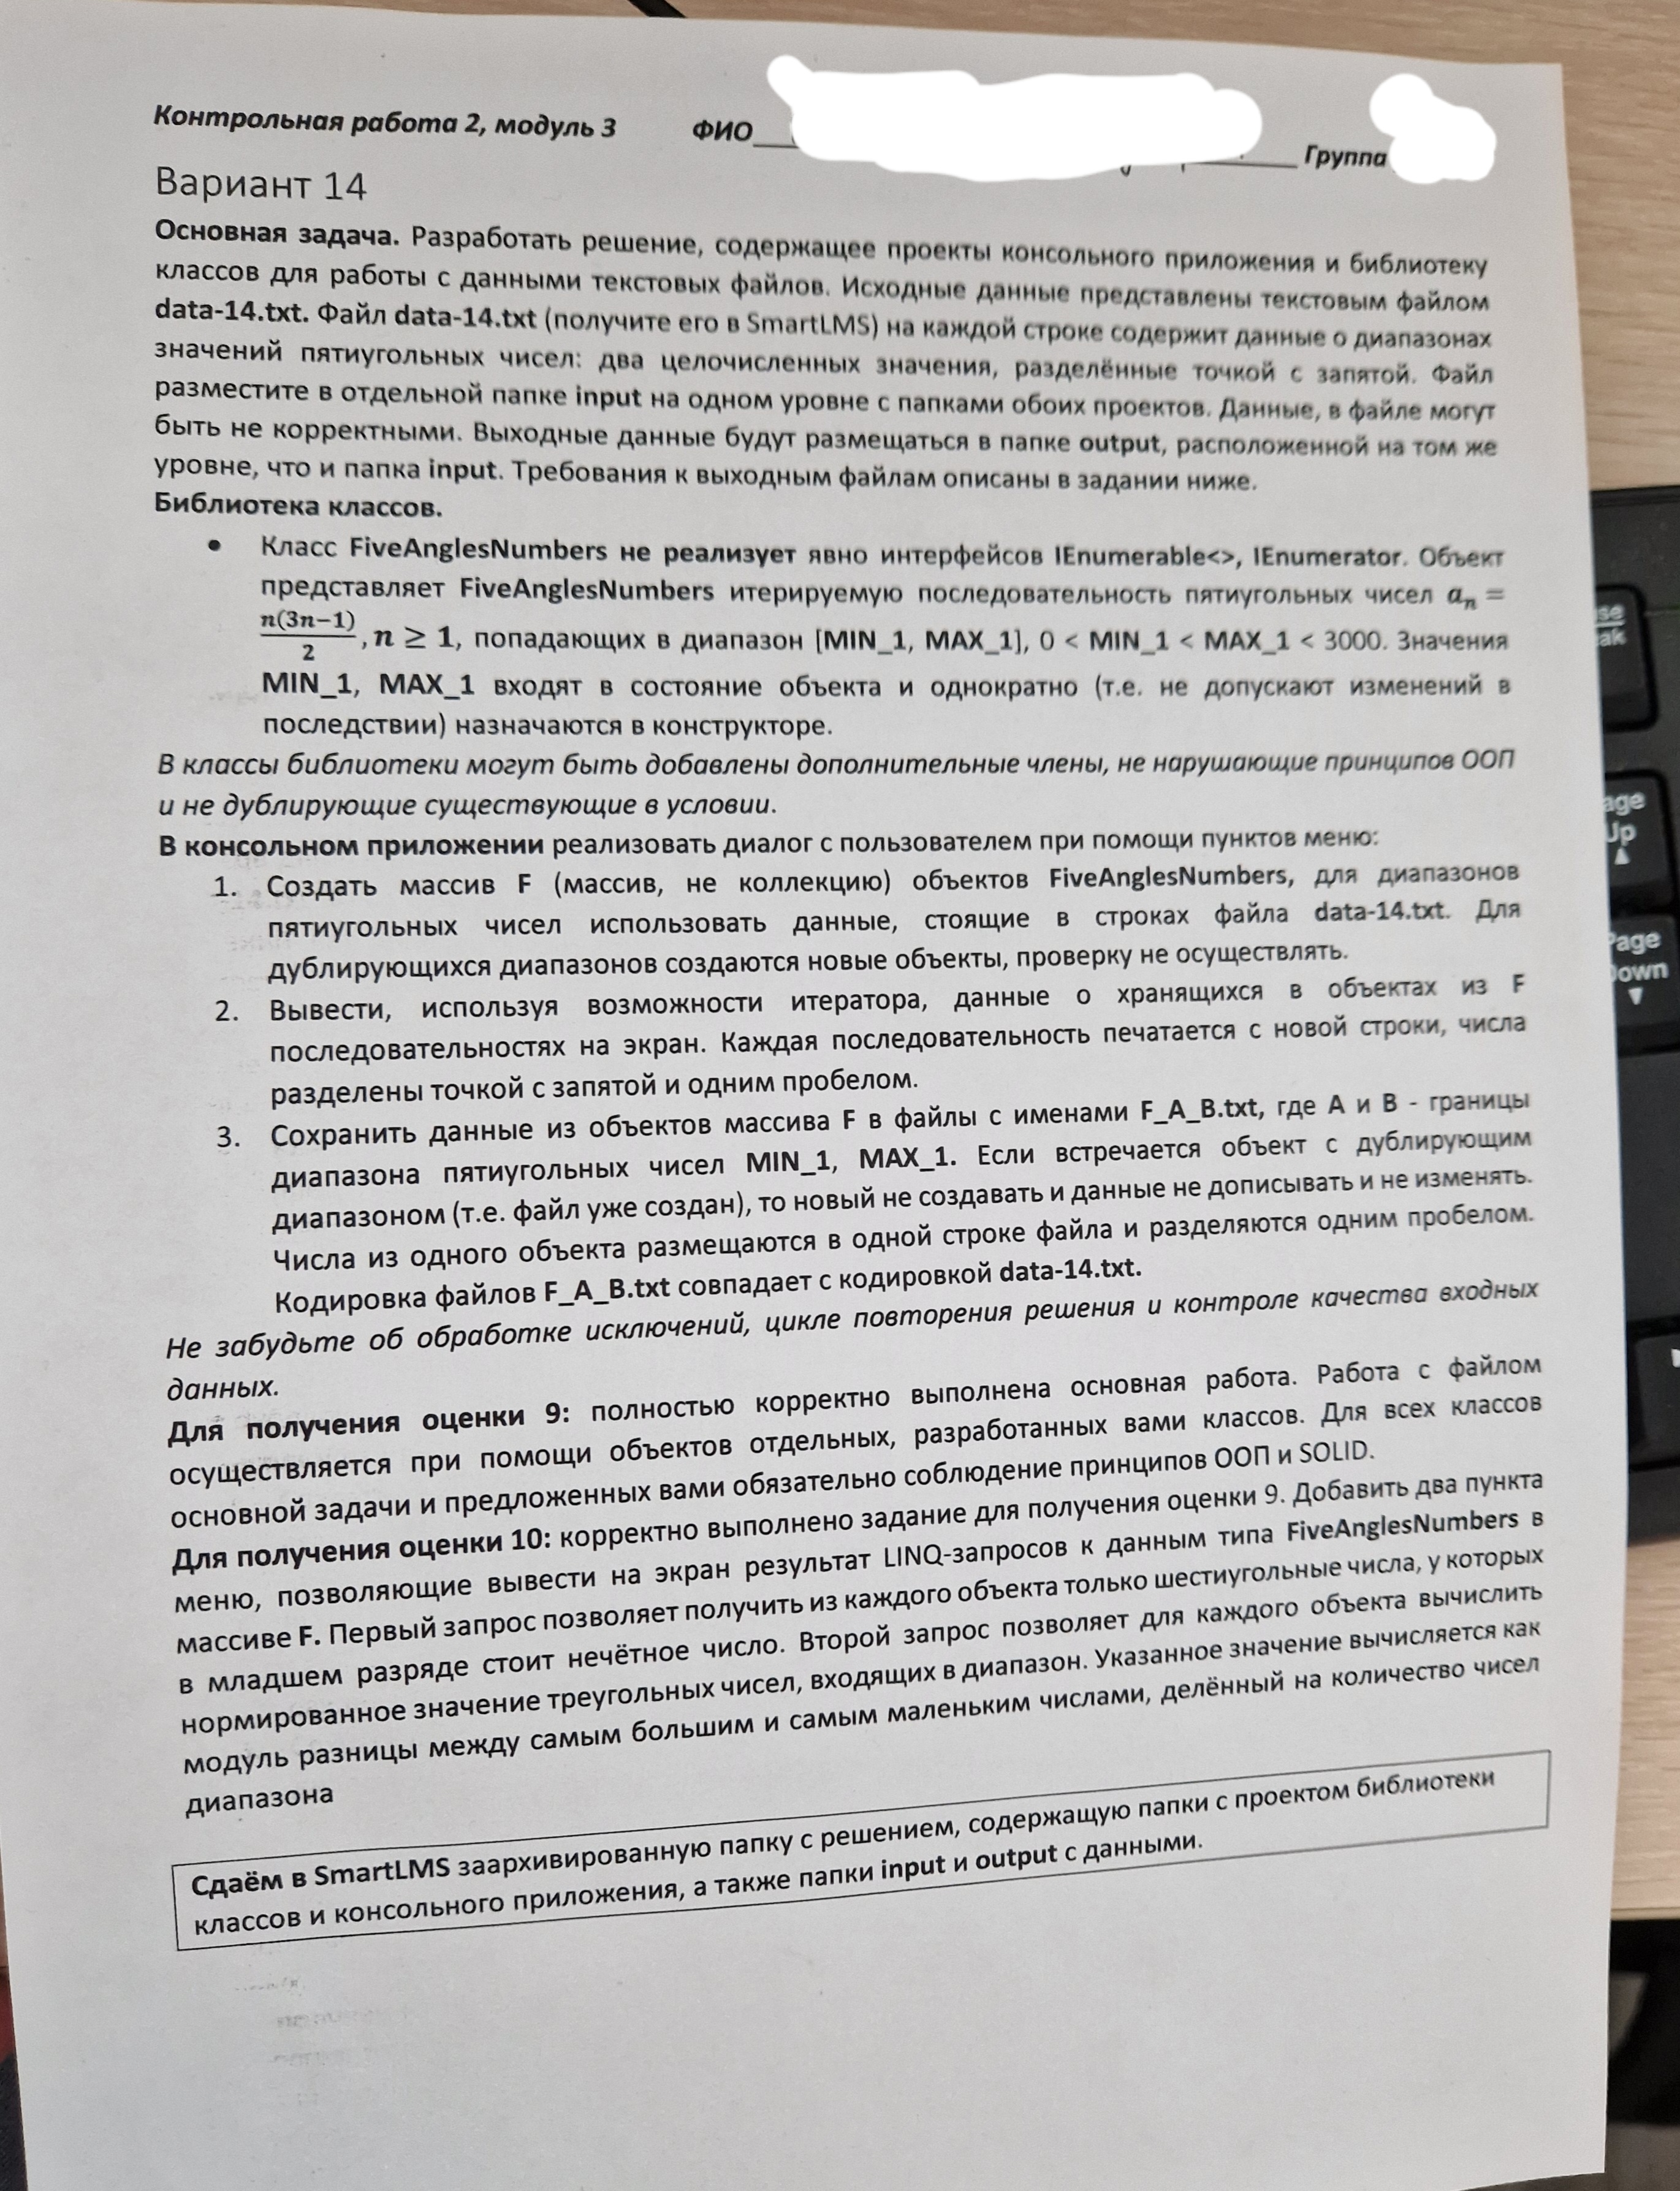 Контрольная работа 2, модуль 3 ФИО Группа
Вариант 14
Основная задача. Разработать решение, содержащее проекты консольного приложения и библиотеку
классов для работы с данными текстовых файлов. Исходные данные представлены текстовым файлом
data-14.txt. Файл data-14.txt (получите его в SmartLMS) на каждой строке содержит данные о диапазонах
значений пятиугольных чисел: два целочисленных значения, разделённые точкой с запятой. Файл
разместите в отдельной папке input на одном уровне с папками обоих проектов. Данные, в файле могут
быть не корректными. Выходные данные будут размещаться в папке output, расположенной на том же
уровне, что и папка input. Требования к выходным файлам описаны в задании ниже.
Библиотека классов.
• Класс FiveAnglesNumbers не реализует явно интерфейсов IEnumerable<>, IEnumerator. Объект
представляет FiveAnglesNumbers итерируемую последовательность пятиугольных чисел aₙ =
n(3n−1)/2, n ≥ 1, попадающих в диапазон [MIN_1, MAX_1], 0 < MIN_1 < MAX_1 < 3000. Значения
MIN_1, MAX_1 входят в состояние объекта и однократно (т.е. не допускают изменений в
последствии) назначаются в конструкторе.
В классы библиотеки могут быть добавлены дополнительные члены, не нарушающие принципов ООП
и не дублирующие существующие в условии.
В консольном приложении реализовать диалог с пользователем при помощи пунктов меню:
1. Создать массив F (массив, не коллекцию) объектов FiveAnglesNumbers, для диапазонов
пятиугольных чисел использовать данные, стоящие в строках файла data-14.txt. Для
дублирующихся диапазонов создаются новые объекты, проверку не осуществлять.
2. Вывести, используя возможности итератора, данные о хранящихся в объектах из F
последовательностях на экран. Каждая последовательность печатается с новой строки, числа
разделены точкой с запятой и одним пробелом.
3. Сохранить данные из объектов массива F в файлы с именами F_A_B.txt, где A и B - границы
диапазона пятиугольных чисел MIN_1, MAX_1. Если встречается объект с дублирующим
диапазоном (т.е. файл уже создан), то новый не создавать и данные не дописывать и не изменять.
Числа из одного объекта размещаются в одной строке файла и разделяются одним пробелом.
Кодировка файлов F_A_B.txt совпадает с кодировкой data-14.txt.
Не забудьте об обработке исключений, цикле повторения решения и контроле качества входных
данных.
Для получения оценки 9: полностью корректно выполнена основная работа. Работа с файлом
осуществляется при помощи объектов отдельных, разработанных вами классов. Для всех классов
основной задачи и предложенных вами обязательно соблюдение принципов ООП и SOLID.
Для получения оценки 10: корректно выполнено задание для получения оценки 9. Добавить два пункта
меню, позволяющие вывести на экран результат LINQ-запросов к данным типа FiveAnglesNumbers в
массиве F. Первый запрос позволяет получить из каждого объекта только шестиугольные числа, у которых
в младшем разряде стоит нечётное число. Второй запрос позволяет для каждого объекта вычислить
нормированное значение треугольных чисел, входящих в диапазон. Указанное значение вычисляется как
модуль разницы между самым большим и самым маленьким числами, делённый на количество чисел
диапазона
Сдаём в SmartLMS заархивированную папку с решением, содержащую папки с проектом библиотеки
классов и консольного приложения, а также папки input и output с данными.